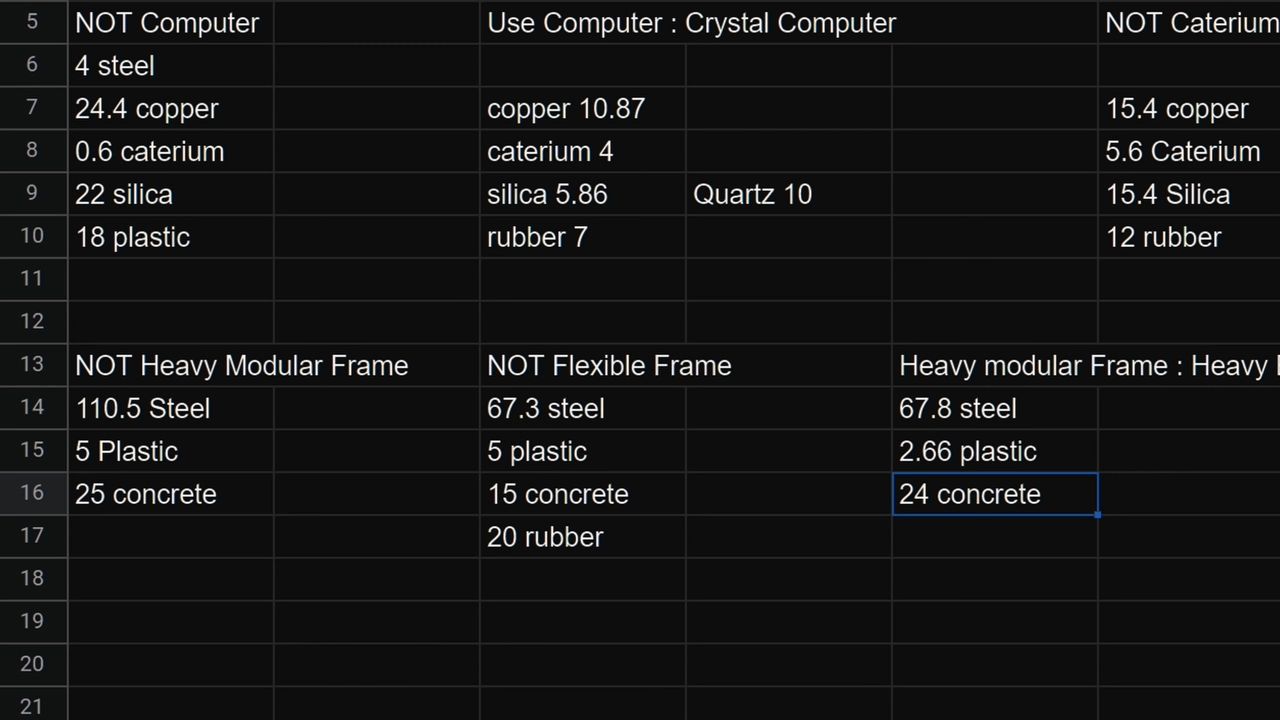 5 NOT Computer Use Computer : Crystal Computer NOT Caterium
6 4 steel
7 24.4 copper copper 10.87 15.4 copper
8 0.6 caterium caterium 4 5.6 Caterium
9 22 silica silica 5.86 Quartz 10 15.4 Silica
10 18 plastic rubber 7 12 rubber
11
12
13 NOT Heavy Modular Frame NOT Flexible Frame Heavy modular Frame : Heavy
14 110.5 Steel 67.3 steel 67.8 steel
15 5 Plastic 5 plastic 2.66 plastic
16 25 concrete 15 concrete 24 concrete
17 20 rubber
18
19
20
21